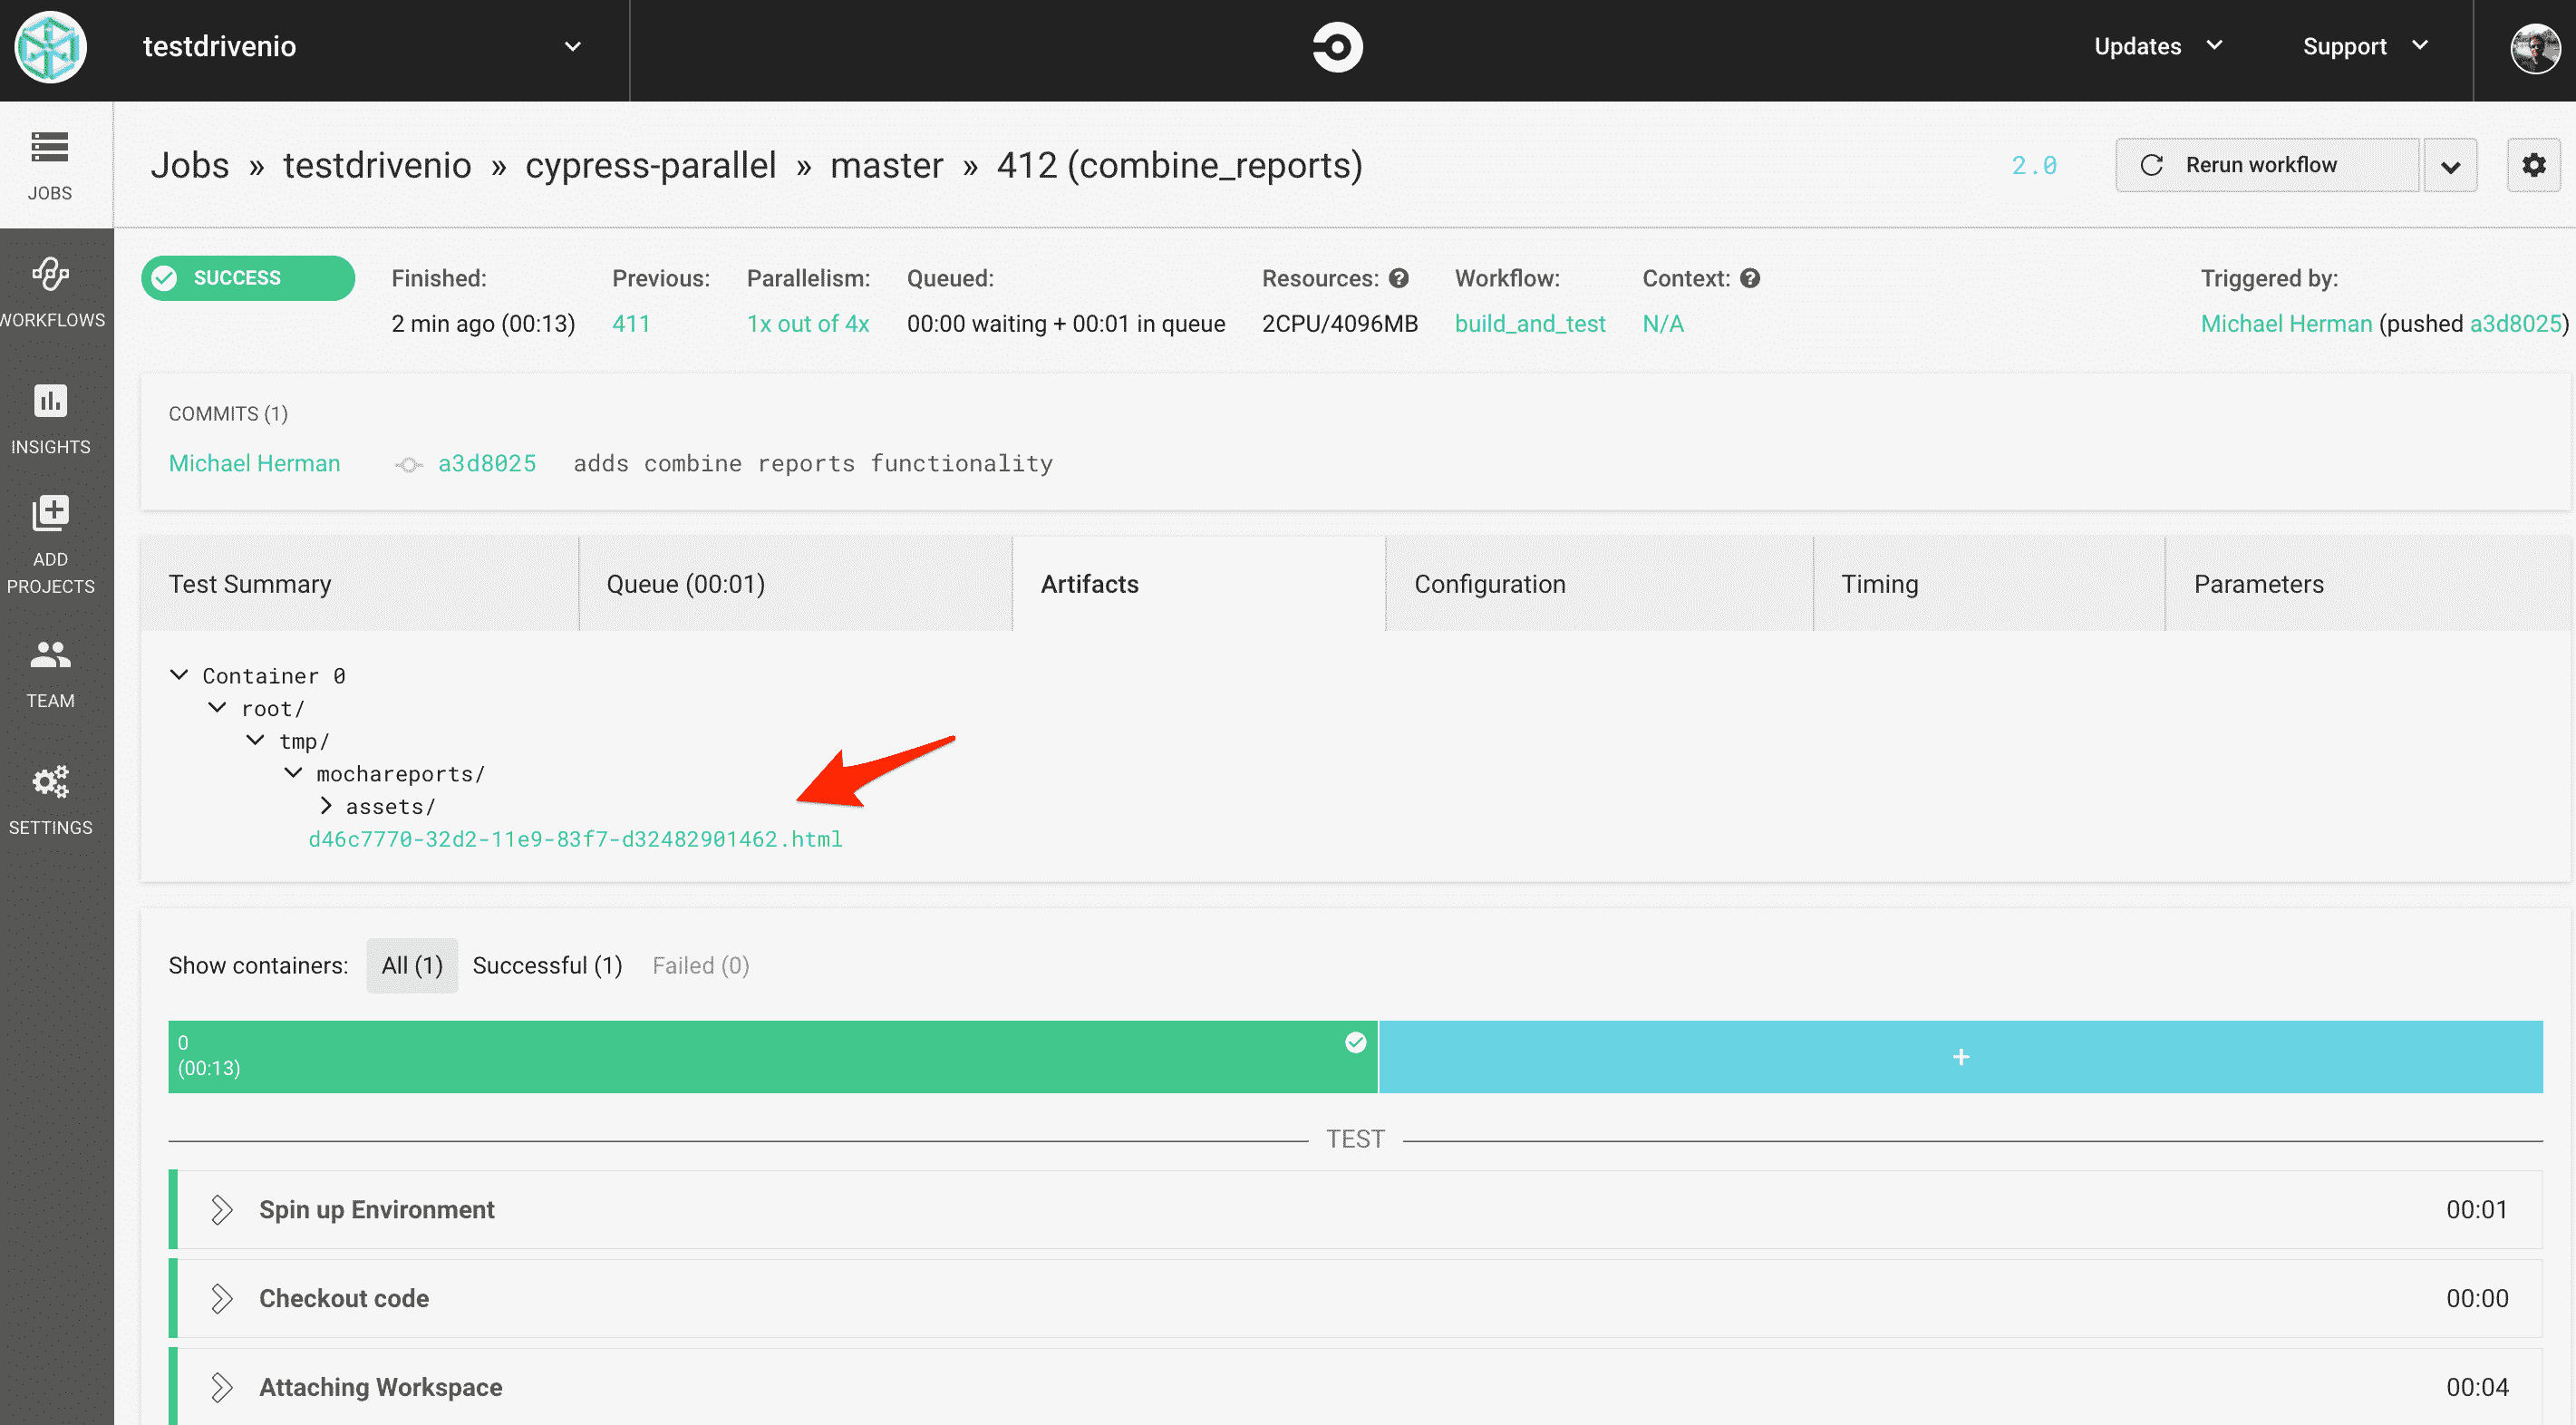 testdrivenio
Updates
Support
JOBS
WORKFLOWS
INSIGHTS
ADD
PROJECTS
TEAM
SETTINGS
Jobs » testdrivenio » cypress-parallel » master » 412 (combine_reports)
2.0
Rerun workflow
SUCCESS
Finished:
2 min ago (00:13)
Previous:
411
Parallelism:
1x out of 4x
Queued:
00:00 waiting + 00:01 in queue
Resources:
2CPU/4096MB
Workflow:
build_and_test
Context:
N/A
Triggered by:
Michael Herman (pushed a3d8025)
COMMITS (1)
Michael Herman a3d8025 adds combine reports functionality
Test Summary
Queue (00:01)
Artifacts
Configuration
Timing
Parameters
Container 0
root/
tmp/
mochareports/
assets/
d46c7770-32d2-11e9-83f7-d32482901462.html
Show containers: All (1) Successful (1) Failed (0)
0
(00:13)
+
TEST
Spin up Environment 00:01
Checkout code 00:00
Attaching Workspace 00:04